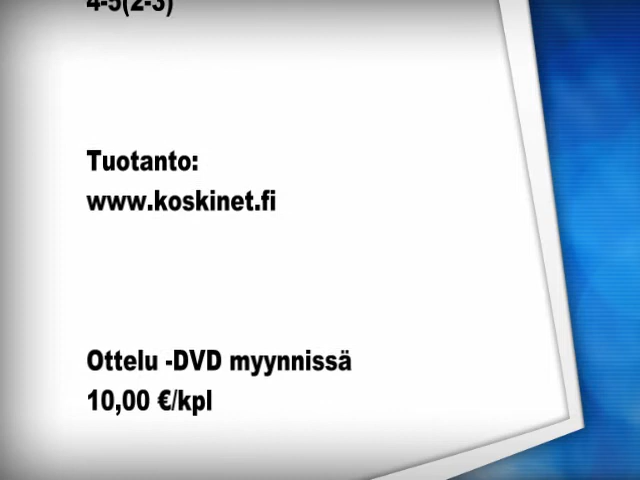 4-5(2-3)
Tuotanto:
www.koskinet.fi
Ottelu -DVD myynnissä
10,00 €/kpl